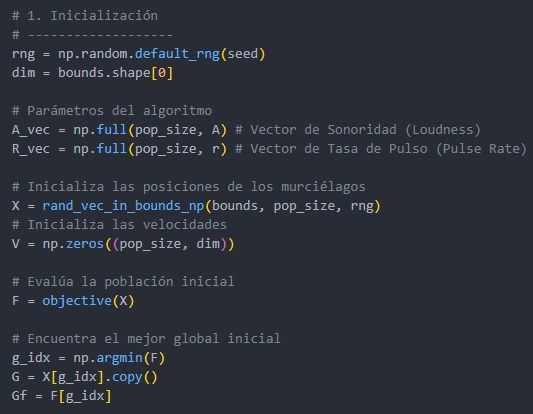 # 1. Inicialización
# -------------------
rng = np.random.default_rng(seed)
dim = bounds.shape[0]
# Parámetros del algoritmo
A_vec = np.full(pop_size, A) # Vector de Sonoridad (Loudness)
R_vec = np.full(pop_size, r) # Vector de Tasa de Pulso (Pulse Rate)
# Inicializa las posiciones de los murciélagos
X = rand_vec_in_bounds_np(bounds, pop_size, rng)
# Inicializa las velocidades
V = np.zeros((pop_size, dim))
# Evalúa la población inicial
F = objective(X)
# Encuentra el mejor global inicial
g_idx = np.argmin(F)
G = X[g_idx].copy()
Gf = F[g_idx]